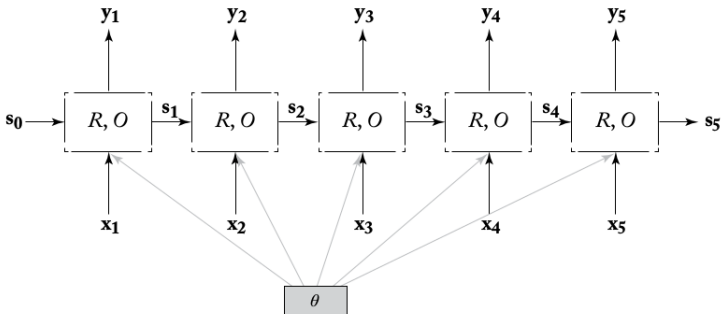 y1 y2 y3 y4 y5
s0 R, O s1 R, O s2 R, O s3 R, O s4 R, O s5
x1 x2 x3 x4 x5
θ